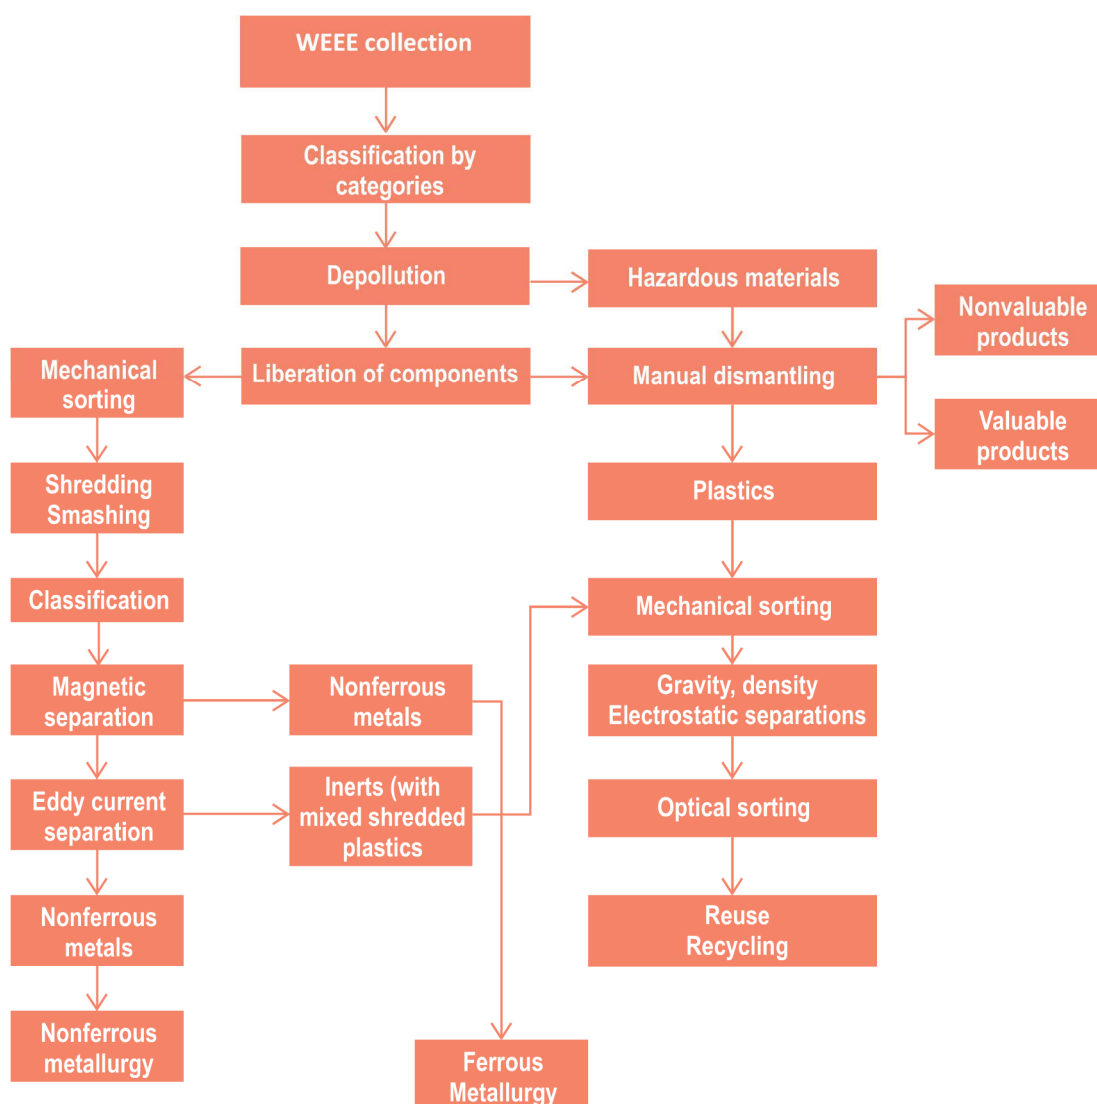 WEEE collection
Classification by
categories
Depollution
Hazardous materials
Nonvaluable
products
Mechanical
sorting
Liberation of components
Manual dismantling
Valuable
products
Shredding
Smashing
Plastics
Classification
Mechanical sorting
Magnetic
separation
Nonferrous
metals
Gravity, density
Electrostatic separations
Eddy current
separation
Inerts (with
mixed shredded
plastics
Optical sorting
Nonferrous
metals
Reuse
Recycling
Nonferrous
metallurgy
Ferrous
Metallurgy